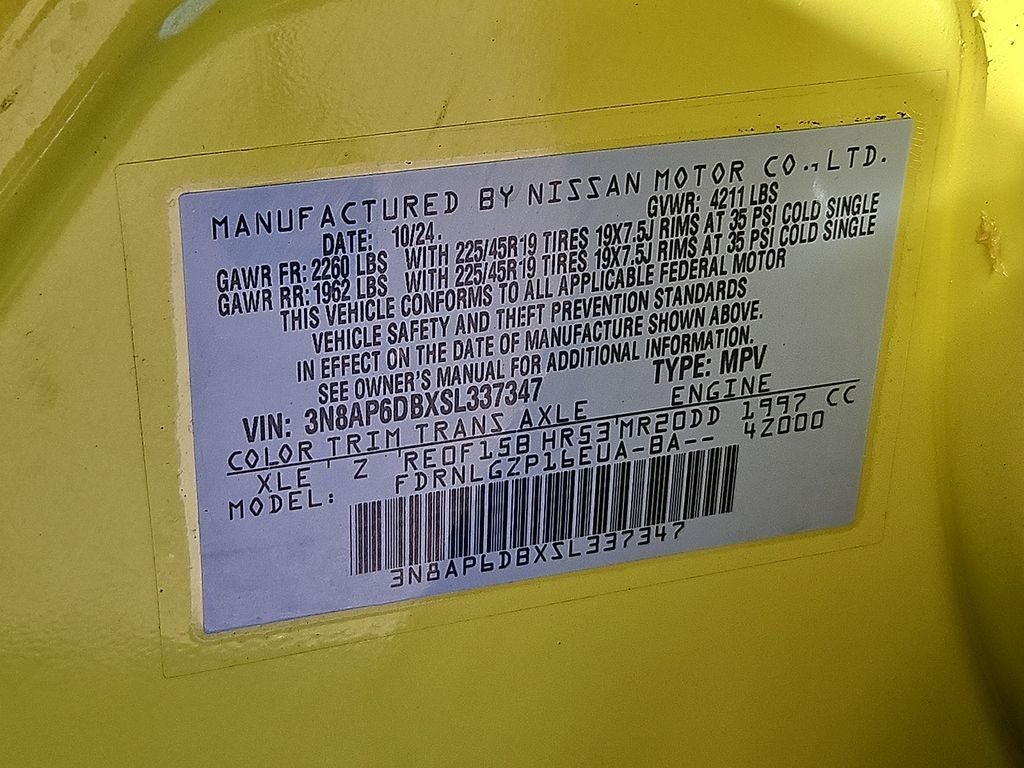 MANUFACTURED BY NISSAN MOTOR CO., LTD.
DATE: 10/24. GVWR: 4211 LBS
GAWR FR: 2260 LBS WITH 225/45R19 TIRES 19X7.5J RIMS AT 35 PSI COLD SINGLE
GAWR RR: 1962 LBS WITH 225/45R19 TIRES 19X7.5J RIMS AT 35 PSI COLD SINGLE
THIS VEHICLE CONFORMS TO ALL APPLICABLE FEDERAL MOTOR
VEHICLE SAFETY AND THEFT PREVENTION STANDARDS
IN EFFECT ON THE DATE OF MANUFACTURE SHOWN ABOVE.
SEE OWNER'S MANUAL FOR ADDITIONAL INFORMATION.
VIN: 3N8AP6DBXSL337347 TYPE: MPV
COLOR TRIM TRANS AXLE ENGINE
XLE Z RE0F15B HR53 MR20DD 1997 CC
MODEL: FDRNLGZP16EUA-BA-- 4Z000
3N8AP6DBXSL337347